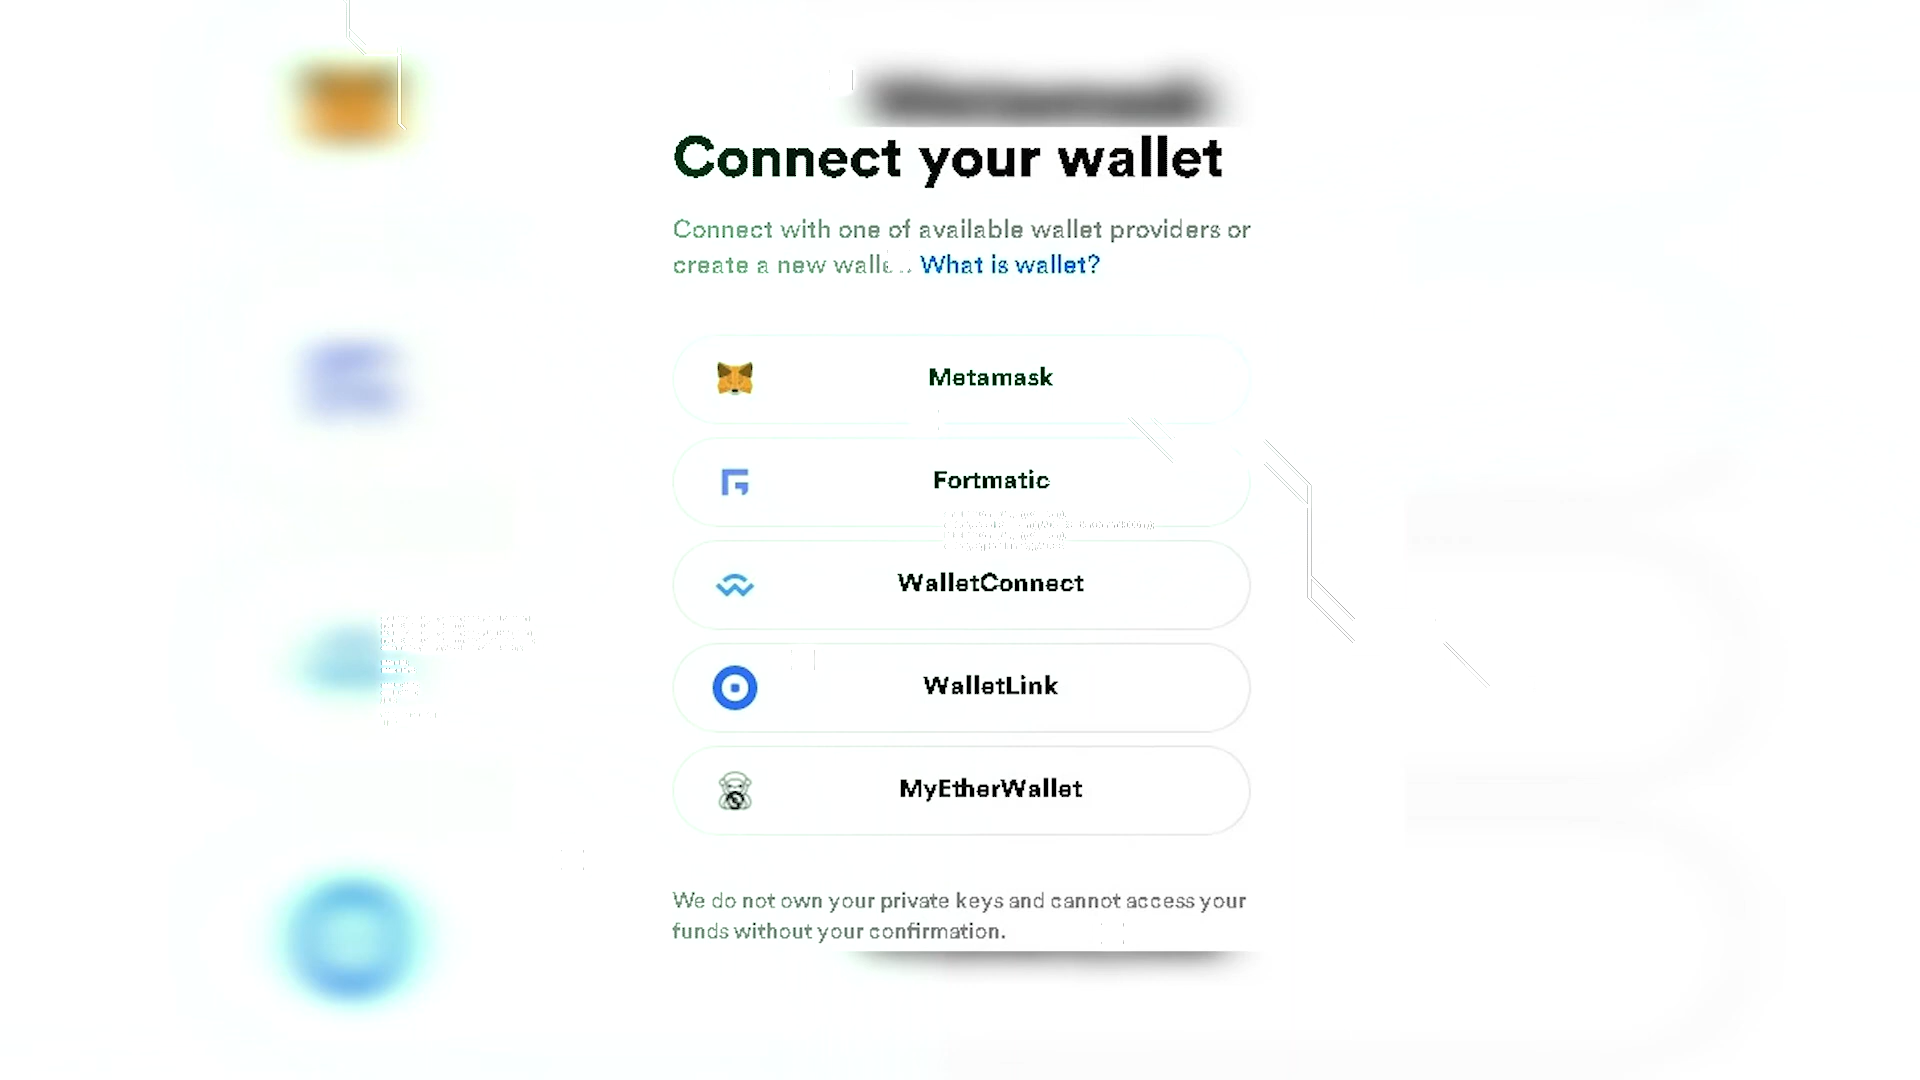 Connect your wallet
Connect with one of available wallet providers or
create a new What is wallet?
Metamask
Fortmatic
WalletConnect
WalletLink
MyEtherWallet
We do not own your private keys and cannot access your
funds without your confirmation.